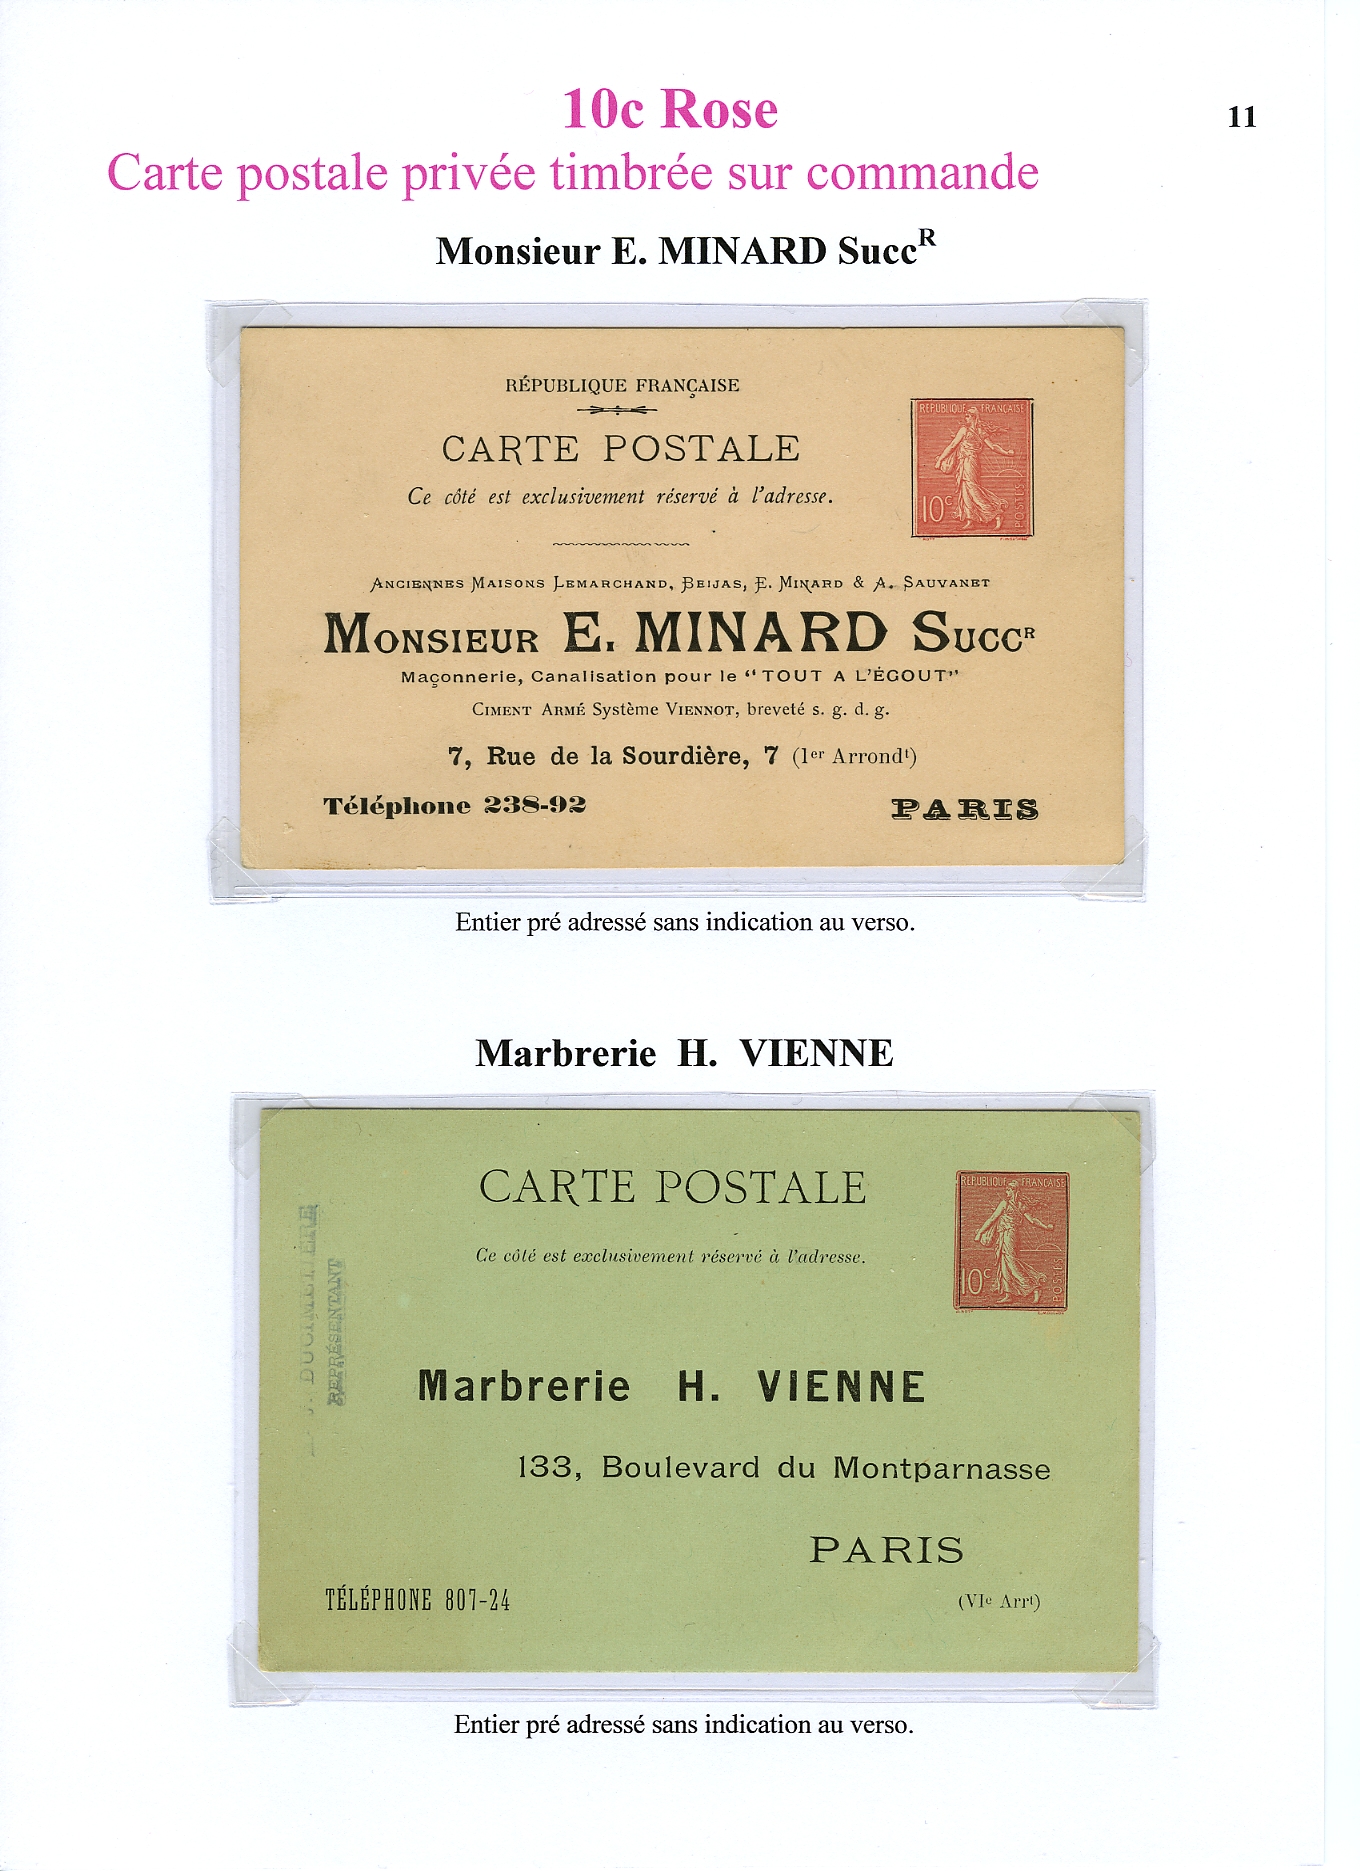 10c Rose
11
Carte postale privée timbrée sur commande
Monsieur E. MINARD Succᴿ
RÉPUBLIQUE FRANÇAISE
CARTE POSTALE
Ce côté est exclusivement réservé à l'adresse.
REPUBLIQUE FRANÇAISE
10c
POSTES
Anciennes Maisons Lemarchand, Beijas, E. Minard & A. Sauvanet
Monsieur E. MINARD Succᴿ
Maçonnerie, Canalisation pour le “TOUT A L'ÉGOUT”
Ciment Armé Système Viennot, breveté s. g. d. g.
7, Rue de la Sourdière, 7 (1er Arrondt)
Téléphone 238-92
PARIS
Entier pré adressé sans indication au verso.
Marbrerie H. VIENNE
CARTE POSTALE
Ce côté est exclusivement réservé à l'adresse.
REPUBLIQUE FRANÇAISE
10c
POSTES
REPRÉSENTANT
Marbrerie H. VIENNE
133, Boulevard du Montparnasse
PARIS
TÉLÉPHONE 807-24
(VIe Arrt)
Entier pré adressé sans indication au verso.